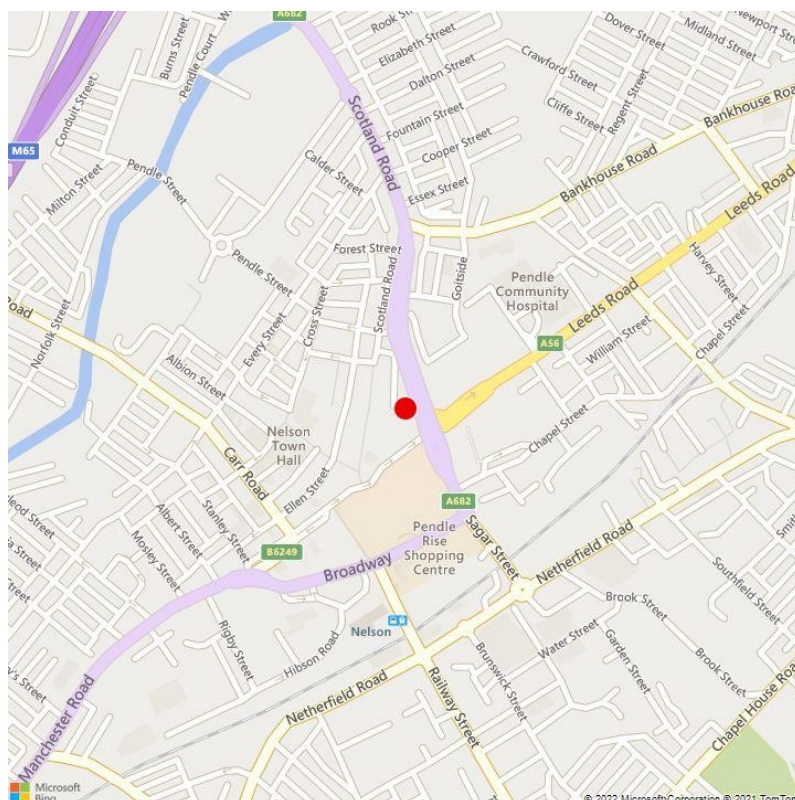 A682
Rook St
Newport Street
Burns Street
Pendle Court
Elizabeth Street
Dover Street
Midland Street
Dalton Street
Crawford Street
Conduit Street
Scotland Road
Cliffe Street
Regent Street
Bankhouse Roa
Fountain Street
M65
Cooper Street
Pendle Street
Calder Street
Essex Street
Bankhouse Road
Milton Street
Leeds Road
Forest Street
Goitside
Harvey Street
Pendle Street
Scotland Road
Pendle
Community
Hospital
Cross Street
Leeds Road
Road
Norfolk Street
Every Street
A56
William Street
Chapel Street
Albion Street
Nelson
Town
Hall
Chapel Street
Carr Road
Ellen Street
A682
Stanley Street
Albert Street
Mosley Street
Pendle
Rise
Shopping
Centre
Sagar Street
Netherfield Road
B6249
Broadway
Southfield Street
Nelson
Brook Street
Rigby Street
Hibson Road
Water Street
Garden Street
Brook Street
Brunswick Street
Netherfield Road
Railway Street
Chapel House Roa
Manchester Road
Microsoft
Bing
© 2022 Microsoft Corporation © 2021 TomTom